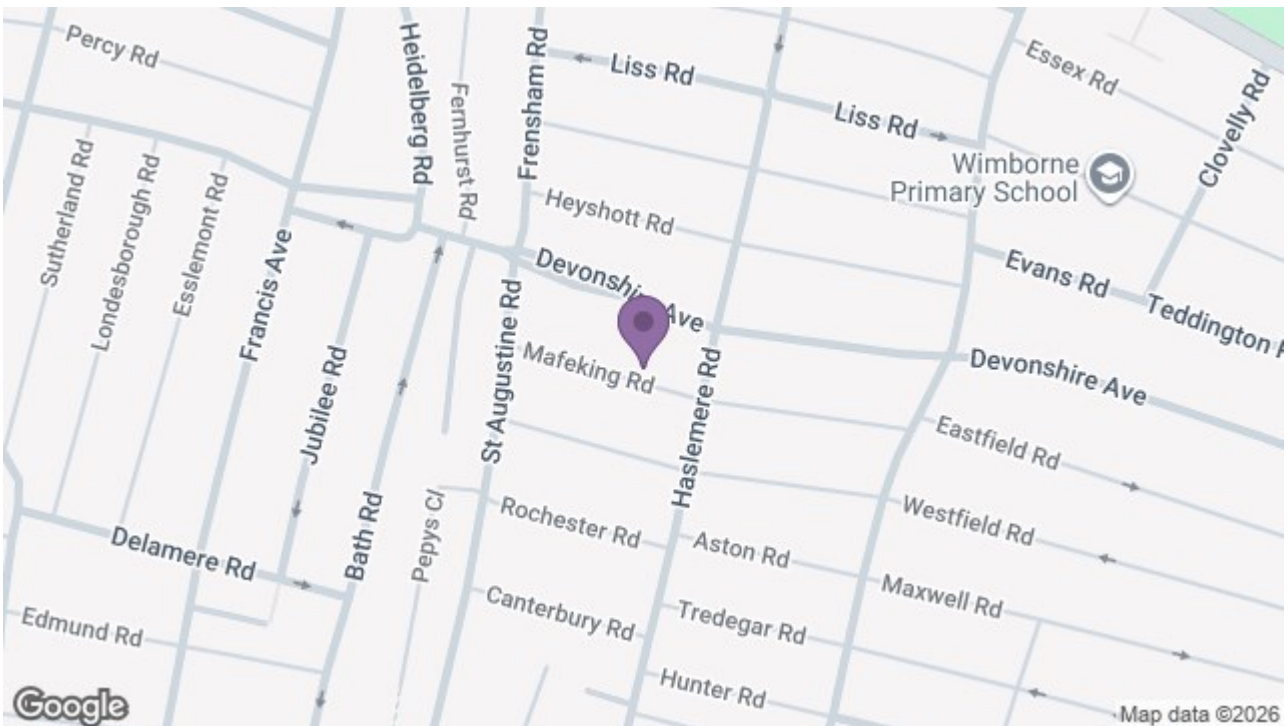 Percy Rd
Heidelberg Rd
Fernhurst Rd
Frensham Rd
Liss Rd
Liss Rd
Essex Rd
Clovelly Rd
Wimborne
Primary School
Sutherland Rd
Londesborough Rd
Esslemont Rd
Francis Ave
Heyshott Rd
Devonshire Ave
Evans Rd
Teddington R
Jubilee Rd
Bath Rd
St Augustine Rd
Mafeking Rd
Haslemere Rd
Devonshire Ave
Eastfield Rd
Westfield Rd
Pepys Cl
Rochester Rd
Aston Rd
Maxwell Rd
Delamere Rd
Canterbury Rd
Tredegar Rd
Edmund Rd
Hunter Rd
Google
Map data ©2026